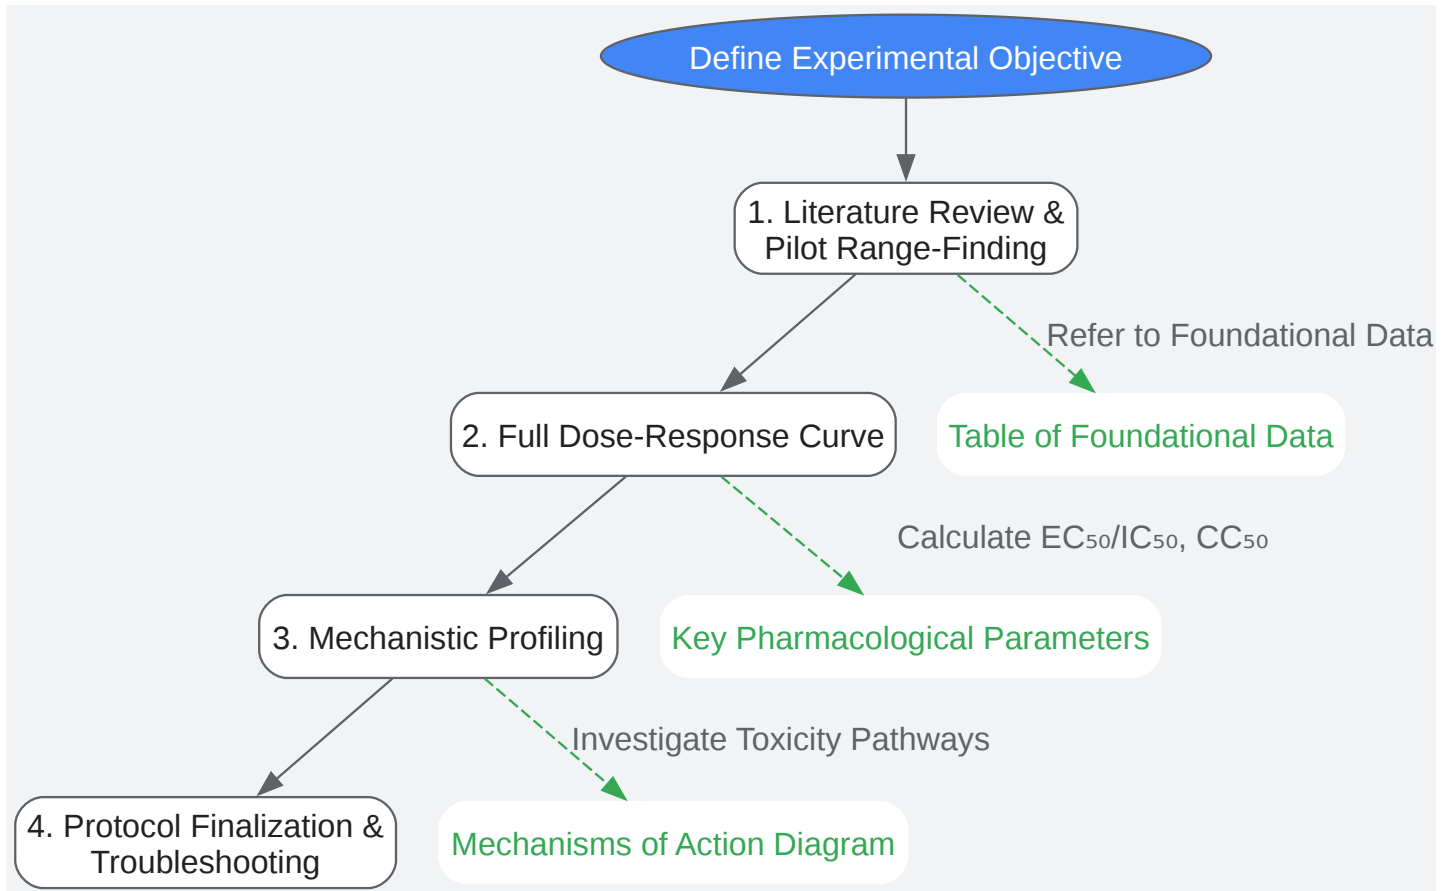 Define Experimental Objective
1. Literature Review &
Pilot Range-Finding
Refer to Foundational Data
2. Full Dose-Response Curve
Table of Foundational Data
Calculate EC₅₀/IC₅₀, CC₅₀
3. Mechanistic Profiling
Key Pharmacological Parameters
Investigate Toxicity Pathways
4. Protocol Finalization &
Troubleshooting
Mechanisms of Action Diagram